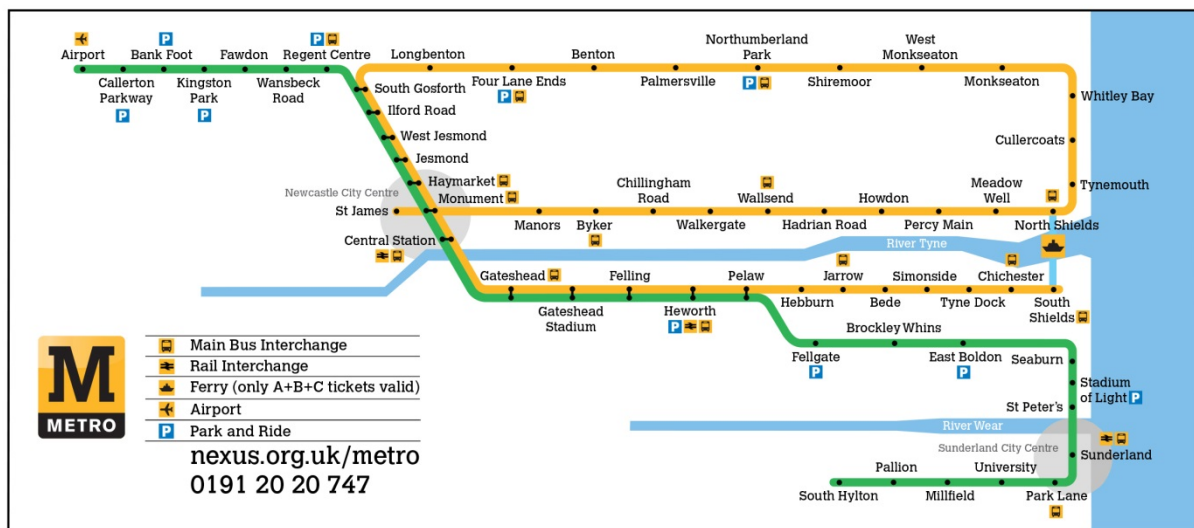 Airport
Callerton
Parkway
Bank Foot
Kingston
Park
Fawdon
Wansbeck
Road
Regent Centre
Longbenton
Four Lane Ends
Benton
Palmersville
Northumberland
Park
Shiremoor
West
Monkseaton
Monkseaton
South Gosforth
Ilford Road
West Jesmond
Jesmond
Haymarket
Newcastle City Centre
Monument
St James
Central Station
Whitley Bay
Cullercoats
Tynemouth
Manors
Byker
Chillingham
Road
Walkergate
Wallsend
Hadrian Road
Howdon
Percy Main
Meadow
Well
North Shields
River Tyne
Gateshead
Gateshead
Stadium
Felling
Heworth
Pelaw
Hebburn
Jarrow
Bede
Simonside
Tyne Dock
Chichester
South
Shields
Fellgate
Brockley Whins
East Boldon
Seaburn
Stadium
of Light
St Peter's
River Wear
Sunderland City Centre
Sunderland
South Hylton
Pallion
Millfield
University
Park Lane
M
METRO
Main Bus Interchange
Rail Interchange
Ferry (only A+B+C tickets valid)
Airport
P Park and Ride
nexus.org.uk/metro
0191 20 20 747